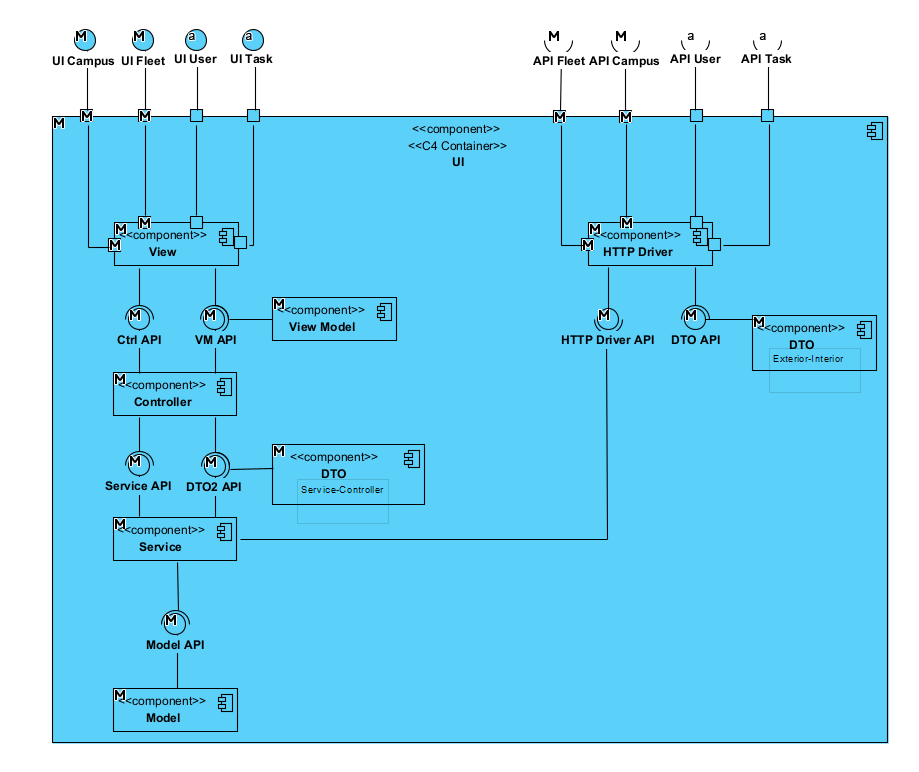 M M a a M M a a
UI Campus UI Fleet UI User UI Task API Fleet API Campus API User API Task
M M M M
M
<<component>>
<<C4 Container>>
UI
M M
M M
<<component>> <<component>>
M View M HTTP Driver
M M M M
M <<component>>
View Model
Ctrl API VM API HTTP Driver API DTO API
M <<component>>
DTO
Exterior-Interior
M <<component>>
Controller
M M
M <<component>>
DTO
Service-Controller
Service API DTO2 API
M <<component>>
Service
M
Model API
M <<component>>
Model